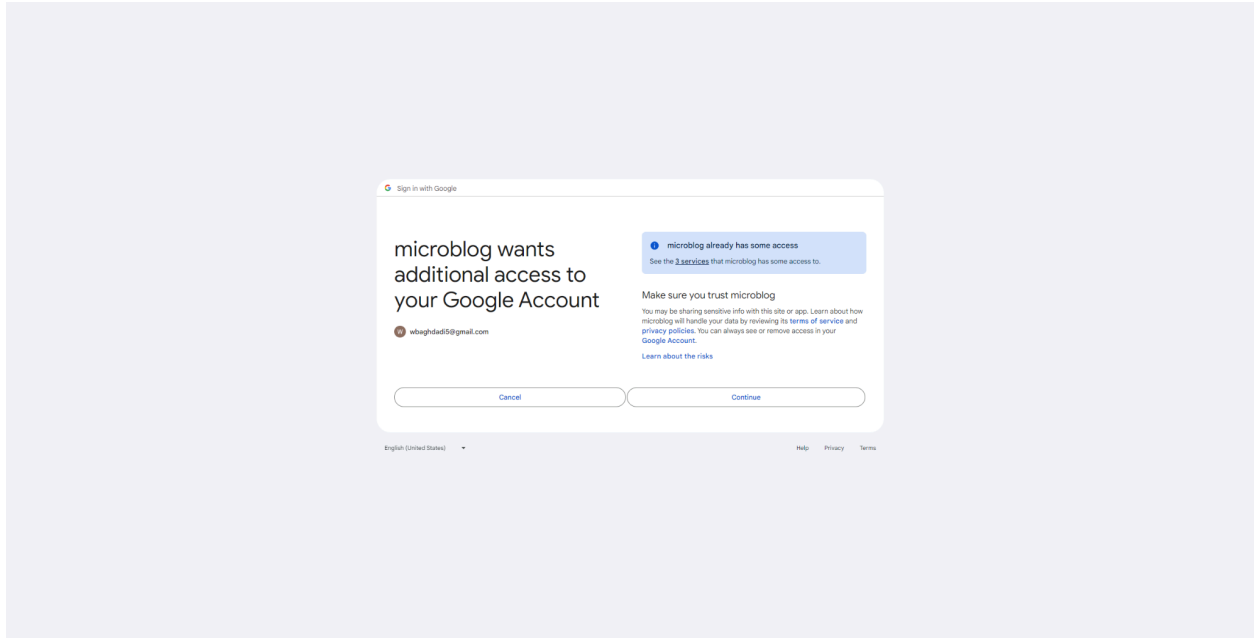 Sign in with Google
microblog wants
additional access to
your Google Account
W wbaghdadi5@gmail.com
microblog already has some access
See the 3 services that microblog has some access to.
Make sure you trust microblog
You may be sharing sensitive info with this site or app. Learn about how
microblog will handle your data by reviewing its terms of service and
privacy policies. You can always see or remove access in your
Google Account.
Learn about the risks
Cancel
Continue
English (United States)
Help Privacy Terms